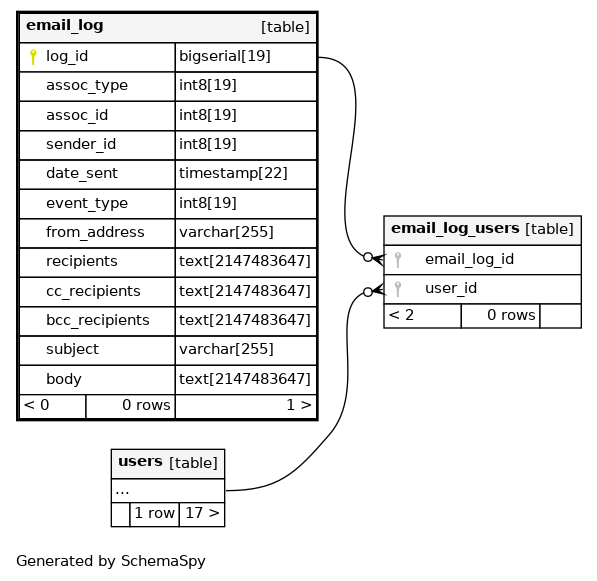 email_log [table]
log_id bigserial[19]
assoc_type int8[19]
assoc_id int8[19]
sender_id int8[19]
date_sent timestamp[22]
event_type int8[19]
from_address varchar[255]
recipients text[2147483647]
cc_recipients text[2147483647]
bcc_recipients text[2147483647]
subject varchar[255]
body text[2147483647]
< 0 0 rows 1 >
email_log_users [table]
email_log_id
user_id
< 2 0 rows
users [table]
...
1 row 17 >
Generated by SchemaSpy